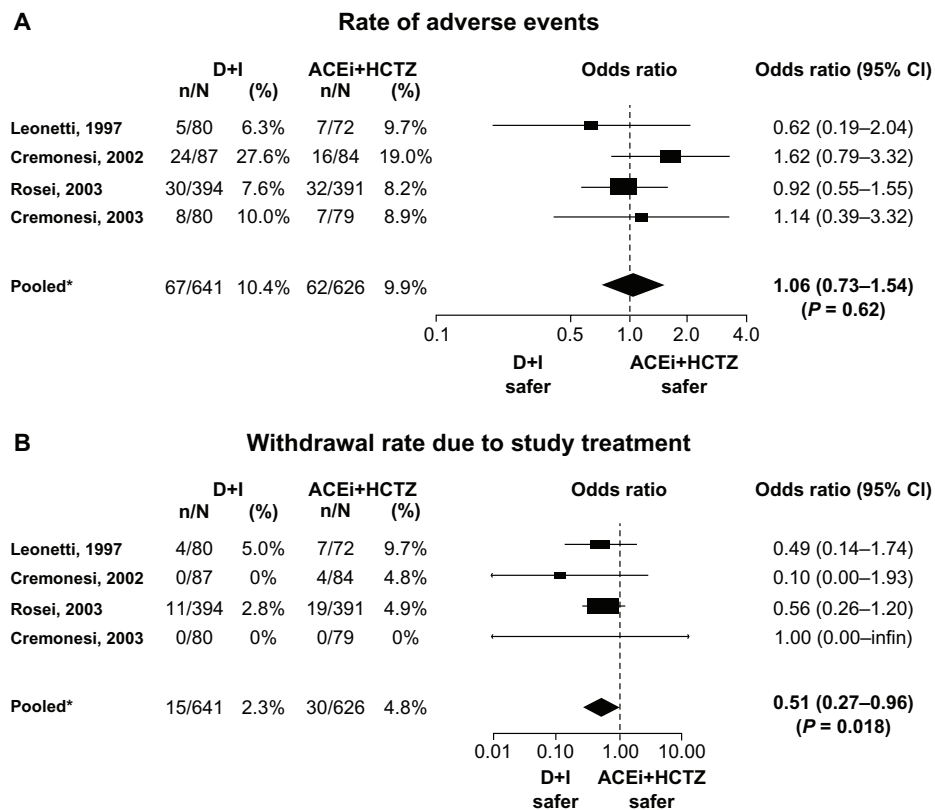 A Rate of adverse events
D+I ACEi+HCTZ Odds ratio Odds ratio (95% CI)
n/N (%) n/N (%)
Leonetti, 1997 5/80 6.3% 7/72 9.7% 0.62 (0.19–2.04)
Cremonesi, 2002 24/87 27.6% 16/84 19.0% 1.62 (0.79–3.32)
Rosei, 2003 30/394 7.6% 32/391 8.2% 0.92 (0.55–1.55)
Cremonesi, 2003 8/80 10.0% 7/79 8.9% 1.14 (0.39–3.32)
Pooled* 67/641 10.4% 62/626 9.9% 1.06 (0.73–1.54)
(P = 0.62)
0.1 0.5 1.0 2.0 4.0
D+I ACEi+HCTZ
safer safer
B Withdrawal rate due to study treatment
D+I ACEi+HCTZ Odds ratio Odds ratio (95% CI)
n/N (%) n/N (%)
Leonetti, 1997 4/80 5.0% 7/72 9.7% 0.49 (0.14–1.74)
Cremonesi, 2002 0/87 0% 4/84 4.8% 0.10 (0.00–1.93)
Rosei, 2003 11/394 2.8% 19/391 4.9% 0.56 (0.26–1.20)
Cremonesi, 2003 0/80 0% 0/79 0% 1.00 (0.00–infin)
Pooled* 15/641 2.3% 30/626 4.8% 0.51 (0.27–0.96)
(P = 0.018)
0.01 0.10 1.00 10.00
D+I ACEi+HCTZ
safer safer